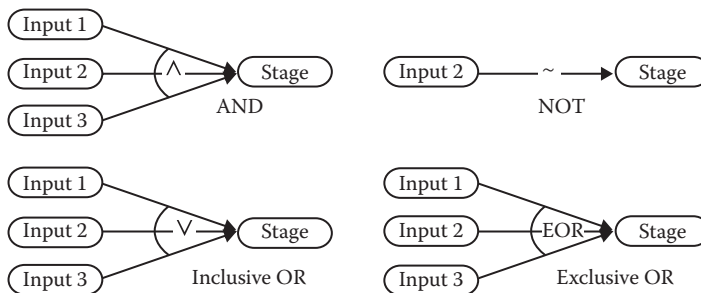 Input 1
Input 2
Input 3
∧
Stage
AND
Input 2
~
Stage
NOT
Input 1
Input 2
Input 3
∨
Stage
Inclusive OR
Input 1
Input 2
Input 3
EOR
Stage
Exclusive OR